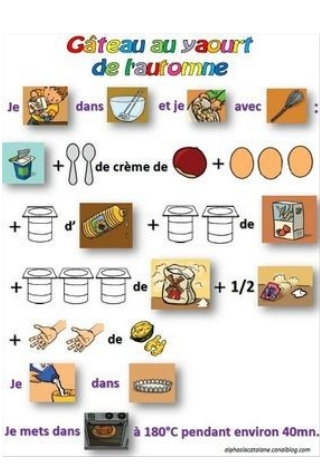 Gâteau au yaourt
de l'automne
Je dans et je avec :
+ de crème de +
+ d' + de
+ de + 1/2
+ de
Je dans
Je mets dans à 180°C pendant environ 40mn.
alphaslacatalane.canalblog.com